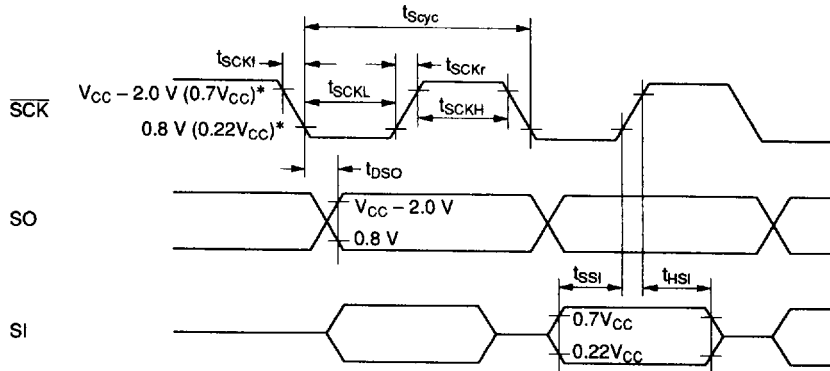 tScyc
tSCKf
tSCKr
tSCKL
VCC – 2.0 V (0.7VCC)*
SCK
tSCKH
0.8 V (0.22VCC)*
tDSO
VCC – 2.0 V
SO
0.8 V
tSSI
tHSI
0.7VCC
SI
0.22VCC